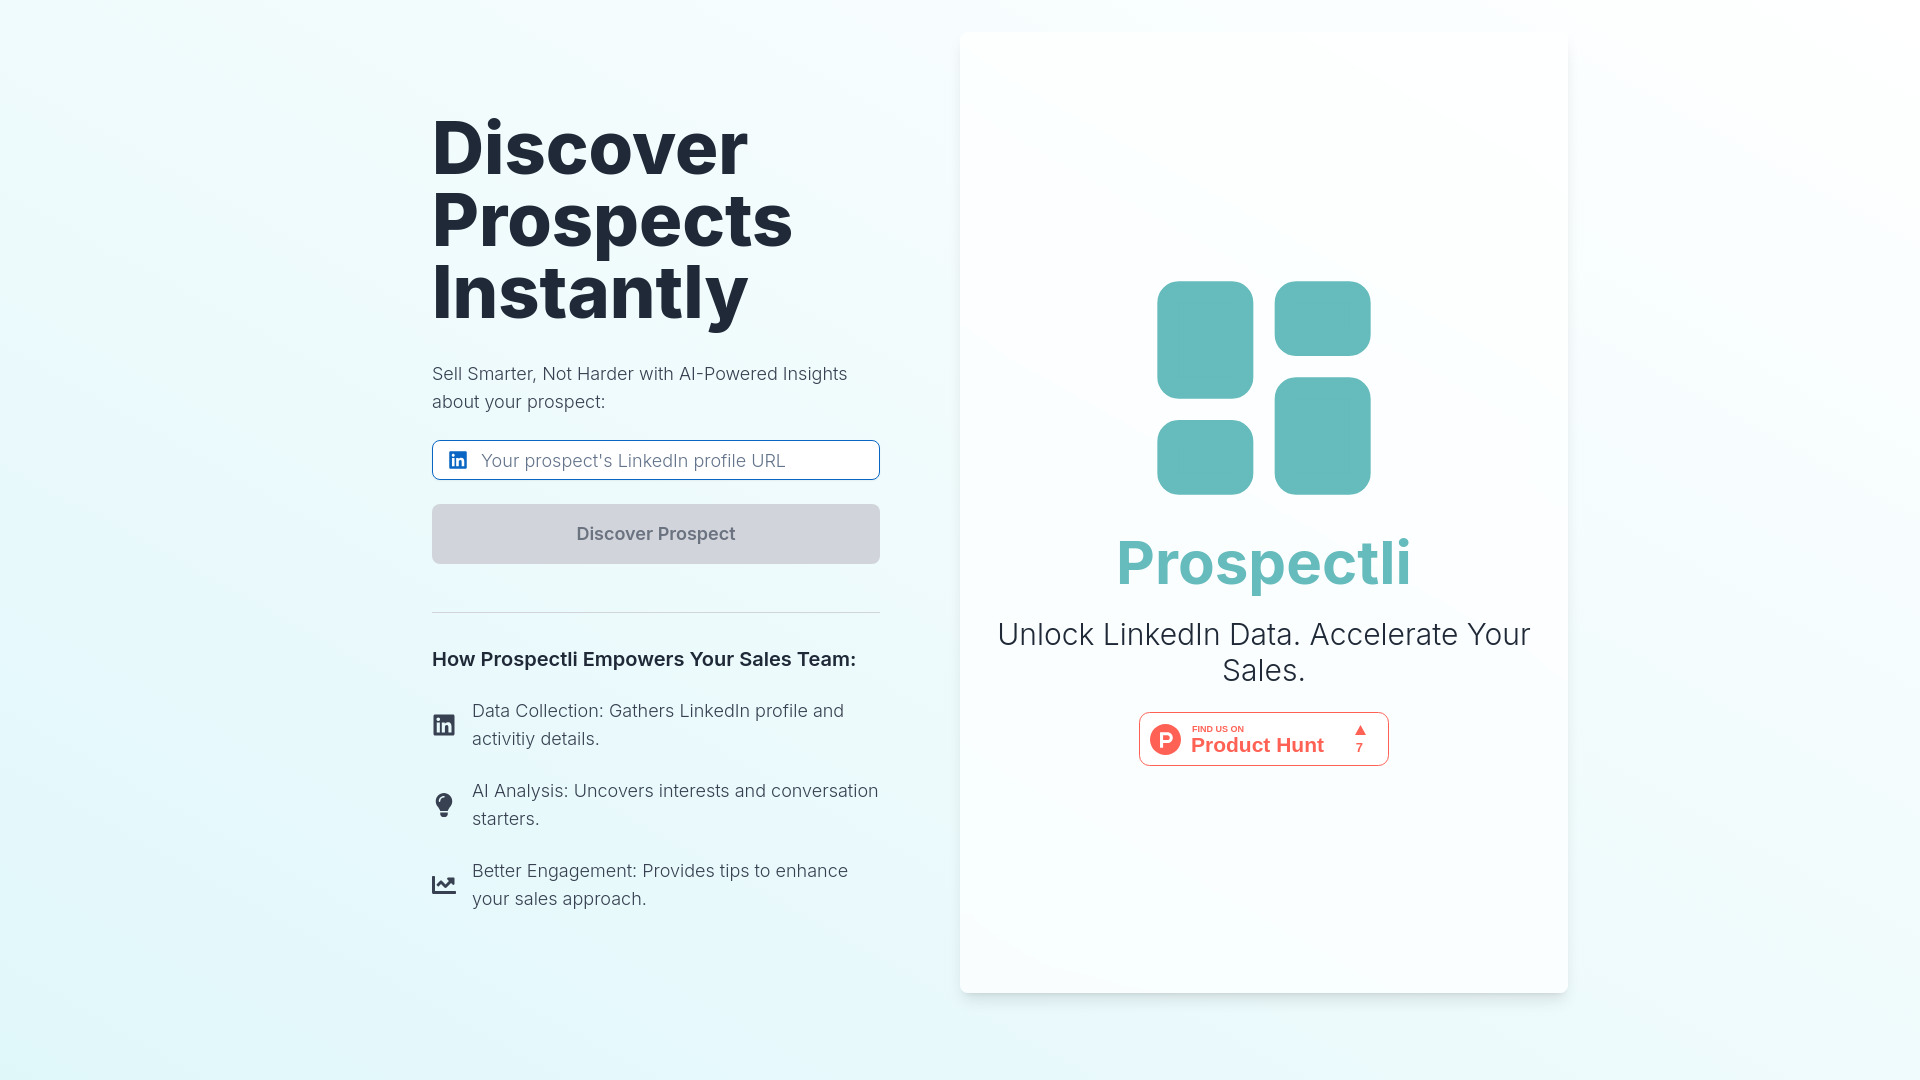 Discover
Prospects
Instantly
Sell Smarter, Not Harder with AI-Powered Insights
about your prospect:
Your prospect's LinkedIn profile URL
Discover Prospect
How Prospectli Empowers Your Sales Team:
Data Collection: Gathers LinkedIn profile and
activitiy details.
AI Analysis: Uncovers interests and conversation
starters.
Better Engagement: Provides tips to enhance
your sales approach.
Prospectli
Unlock LinkedIn Data. Accelerate Your
Sales.
FIND US ON
Product Hunt
7